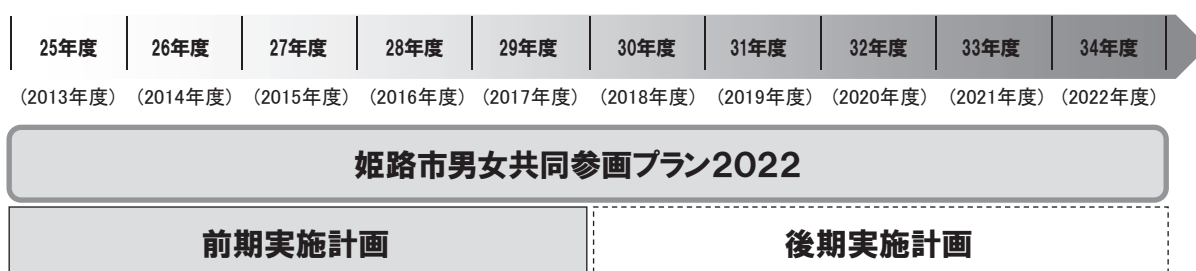 25年度 26年度 27年度 28年度 29年度 30年度 31年度 32年度 33年度 34年度
(2013年度) (2014年度) (2015年度) (2016年度) (2017年度) (2018年度) (2019年度) (2020年度) (2021年度) (2022年度)
姫路市男女共同参画プラン2022
前期実施計画 後期実施計画